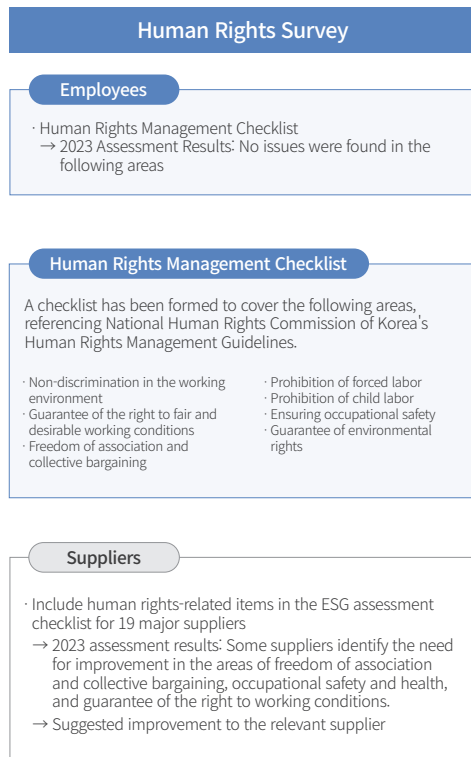 Human Rights Survey
Employees
· Human Rights Management Checklist
→ 2023 Assessment Results: No issues were found in the
following areas
Human Rights Management Checklist
A checklist has been formed to cover the following areas,
referencing National Human Rights Commission of Korea's
Human Rights Management Guidelines.
· Non-discrimination in the working
environment
· Guarantee of the right to fair and
desirable working conditions
· Freedom of association and
collective bargaining
· Prohibition of forced labor
· Prohibition of child labor
· Ensuring occupational safety
· Guarantee of environmental
rights
Suppliers
· Include human rights-related items in the ESG assessment
checklist for 19 major suppliers
→ 2023 assessment results: Some suppliers identify the need
for improvement in the areas of freedom of association
and collective bargaining, occupational safety and health,
and guarantee of the right to working conditions.
→ Suggested improvement to the relevant supplier